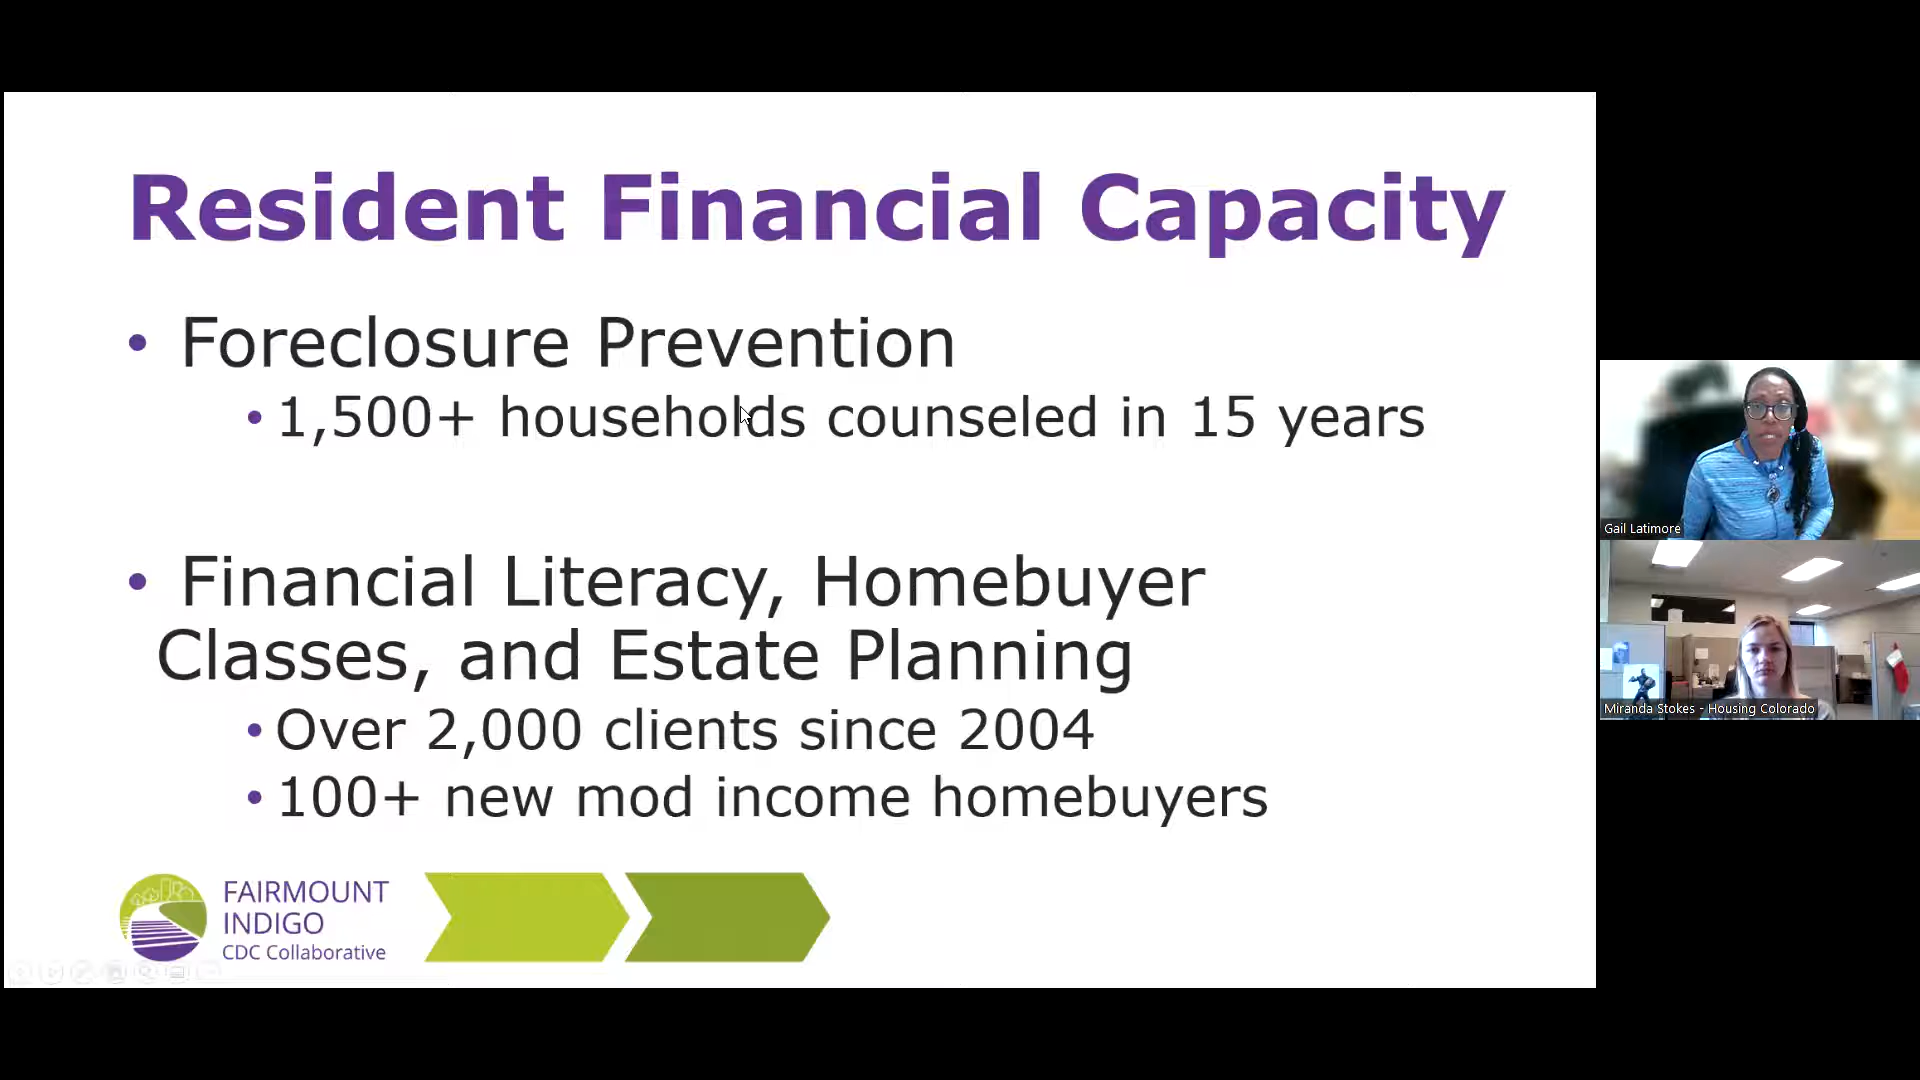 Resident Financial Capacity
• Foreclosure Prevention
• 1,500+ households counseled in 15 years
• Financial Literacy, Homebuyer
Classes, and Estate Planning
• Over 2,000 clients since 2004
• 100+ new mod income homebuyers
FAIRMOUNT
INDIGO
CDC Collaborative
Gail Latimore
Miranda Stokes - Housing Colorado